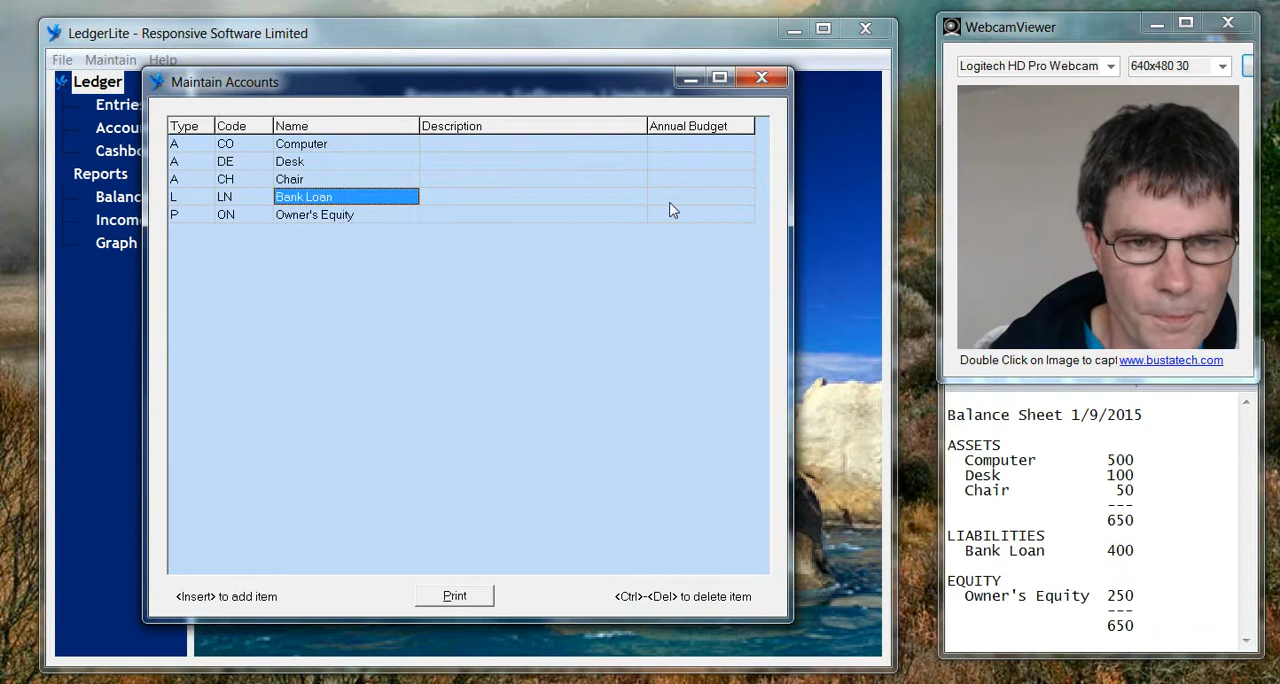 LedgerLite - Responsive Software Limited
File Maintain Help
Ledger
Entries
Accou
Cashbo
Reports
Balanc
Incom
Graph
Maintain Accounts
Type Code Name Description Annual Budget
A CO Computer
A DE Desk
A CH Chair
L LN Bank Loan
P ON Owner's Equity
<Insert> to add item Print <Ctrl>-<Del> to delete item
WebcamViewer
Logitech HD Pro Webcam 640x480 30
Double Click on Image to capt www.bustatech.com
Balance Sheet 1/9/2015
ASSETS
Computer 500
Desk 100
Chair 50
---
650
LIABILITIES
Bank Loan 400
EQUITY
Owner's Equity 250
---
650